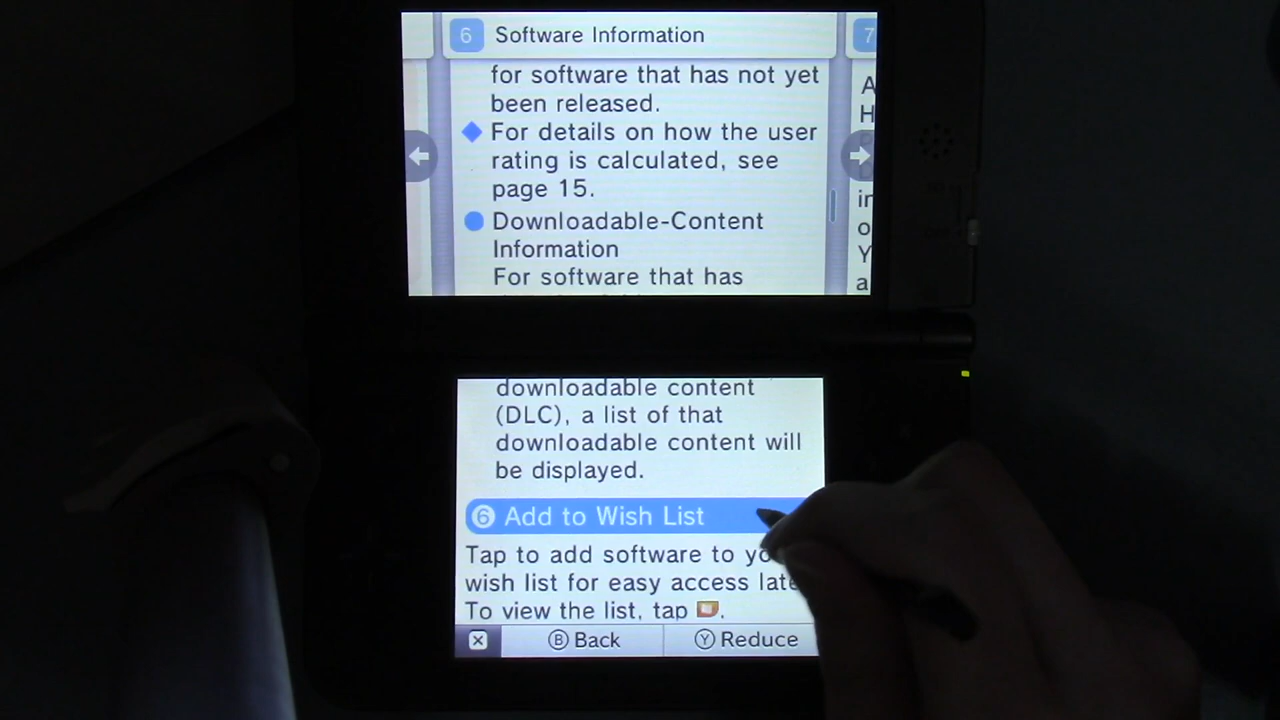 6 Software Information 7
for software that has not yet
been released.
For details on how the user
rating is calculated, see
page 15.
Downloadable-Content
Information
For software that has
A
H
in
o
Y
a
downloadable content
(DLC), a list of that
downloadable content will
be displayed.
6 Add to Wish List
Tap to add software to
wish list for easy access
To view the list, tap .
X B Back Y Reduce